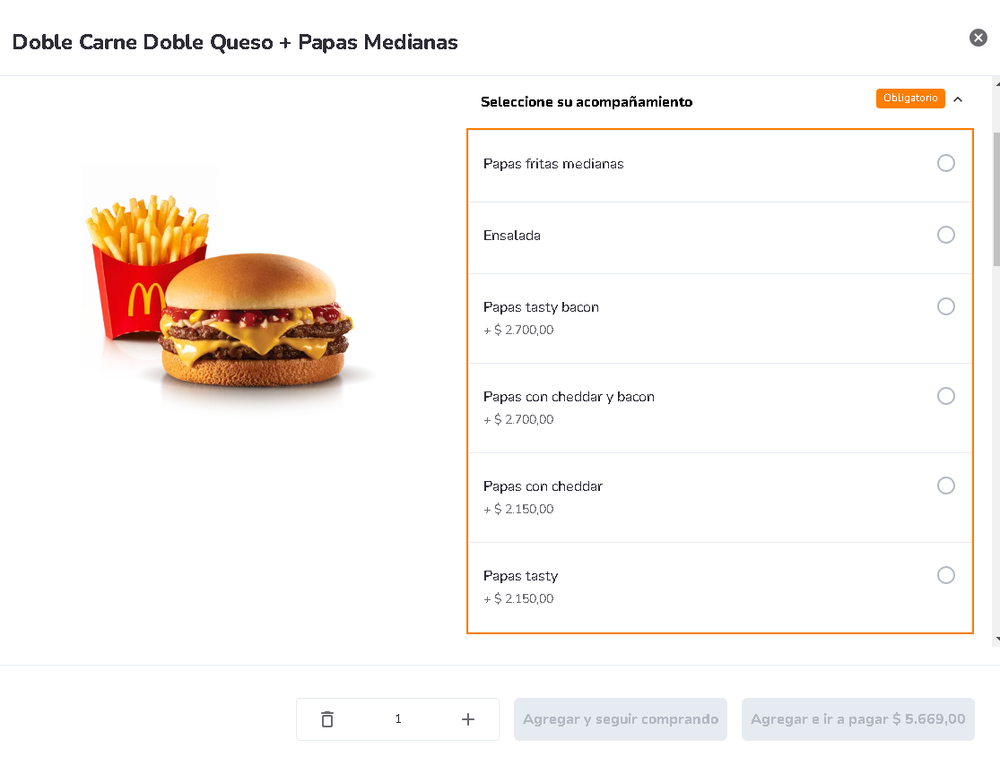 Doble Carne Doble Queso + Papas Medianas
Seleccione su acompañamiento
Obligatorio
Papas fritas medianas
Ensalada
Papas tasty bacon
+ $ 2.700,00
Papas con cheddar y bacon
+ $ 2.700,00
Papas con cheddar
+ $ 2.150,00
Papas tasty
+ $ 2.150,00
1
Agregar y seguir comprando
Agregar e ir a pagar $ 5.669,00